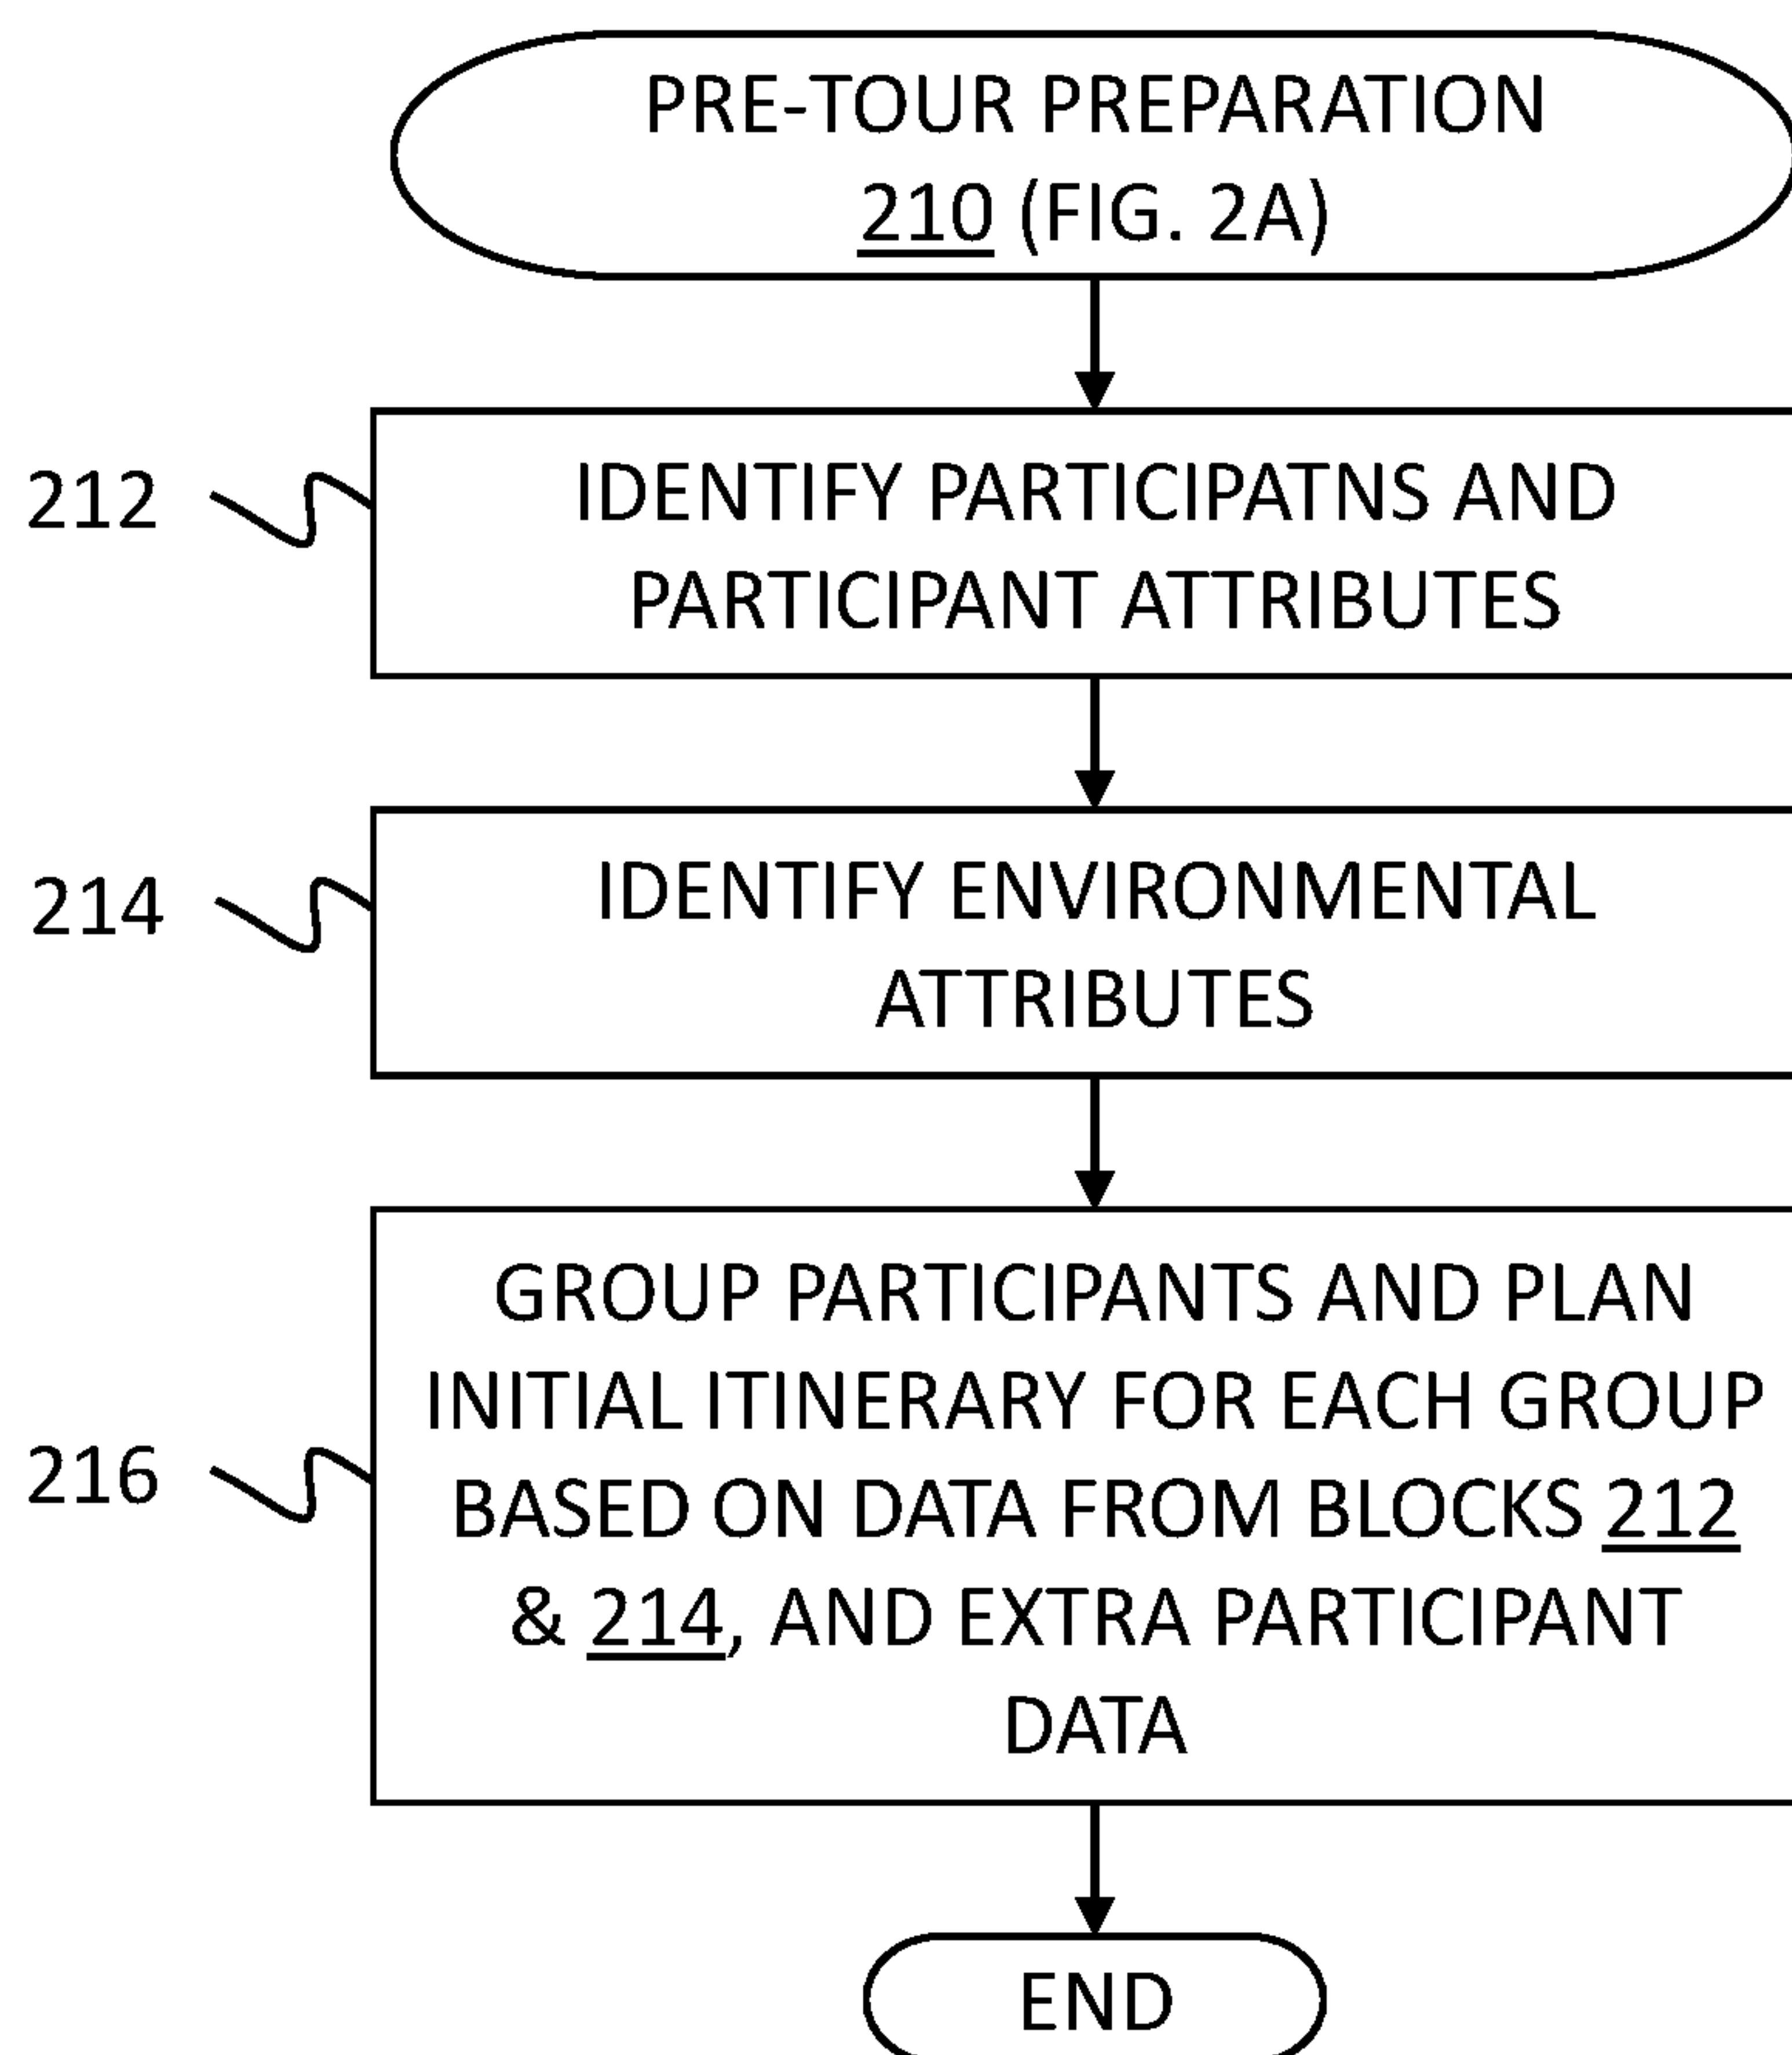 PRE-TOUR PREPARATION
210 (FIG. 2A)
212
IDENTIFY PARTICIPATNS AND
PARTICIPANT ATTRIBUTES
214
IDENTIFY ENVIRONMENTAL
ATTRIBUTES
216
GROUP PARTICIPANTS AND PLAN
INITIAL ITINERARY FOR EACH GROUP
BASED ON DATA FROM BLOCKS 212
& 214, AND EXTRA PARTICIPANT
DATA
END